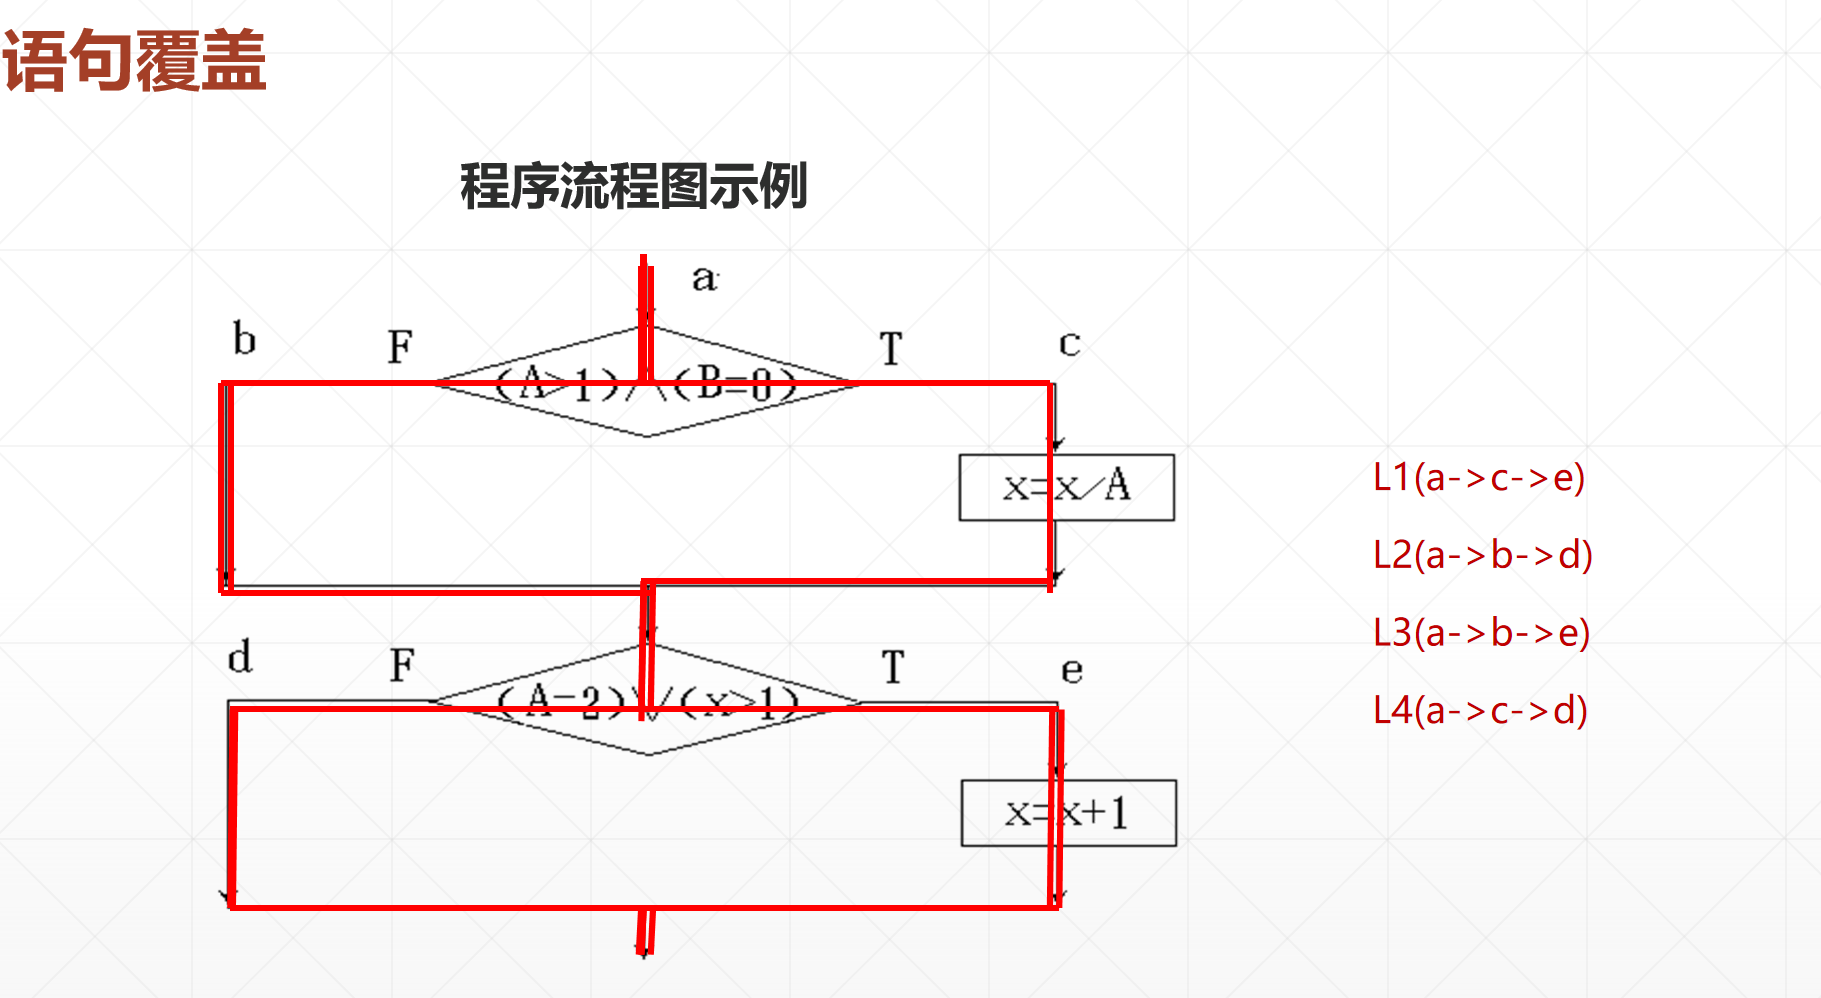 语句覆盖
程序流程图示例
a
b F T c
(A>1)∧(B=0)
x=x/A
d F T e
(A=2)∨(x>1)
x=x+1
L1(a->c->e)
L2(a->b->d)
L3(a->b->e)
L4(a->c->d)